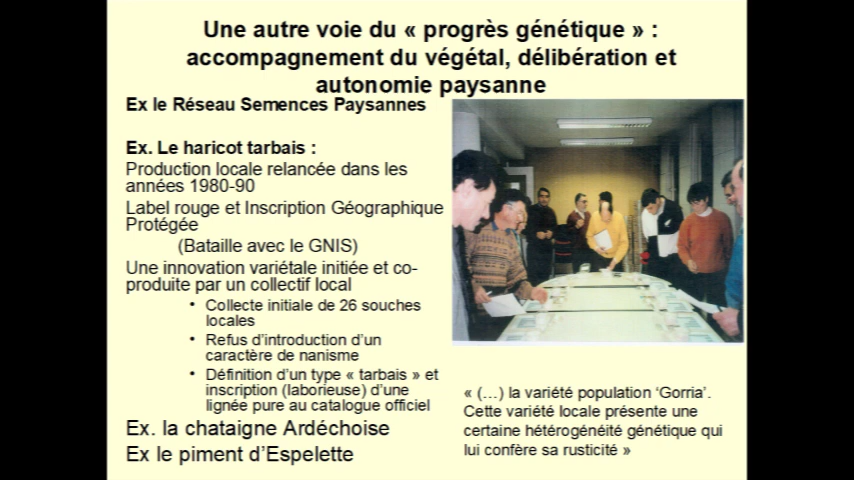 Une autre voie du « progrès génétique » :
accompagnement du végétal, délibération et
autonomie paysanne
Ex le Réseau Semences Paysannes
Ex. Le haricot tarbais :
Production locale relancée dans les
années 1980-90
Label rouge et Inscription Géographique
Protégée
(Bataille avec le GNIS)
Une innovation variétale initiée et co-
produite par un collectif local
• Collecte initiale de 26 souches
locales
• Refus d'introduction d'un
caractère de nanisme
• Définition d'un type « tarbais » et
inscription (laborieuse) d'une
lignée pure au catalogue officiel
Ex. la chataigne Ardéchoise
Ex le piment d'Espelette
« (…) la variété population 'Gorria'.
Cette variété locale présente une
certaine hétérogénéité génétique qui
lui confère sa rusticité »